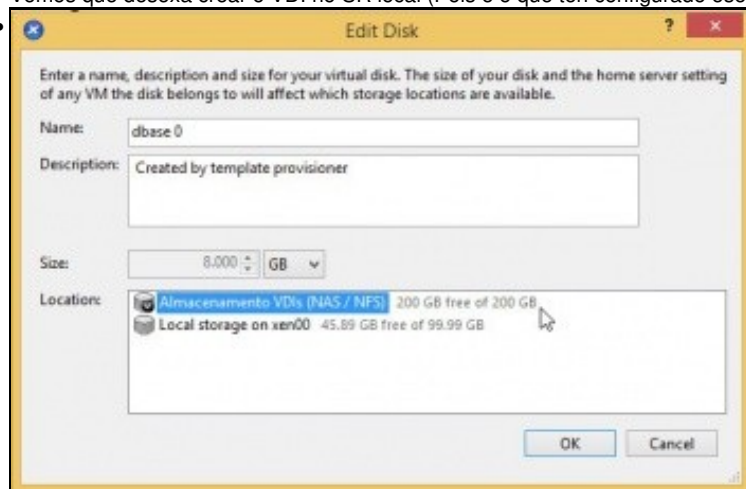 Edit Disk
?
Enter a name, description and size for your virtual disk. The size of your disk and the home server setting
of any VM the disk belongs to will affect which storage locations are available.
Name: dbase 0
Description: Created by template provisioner
Size: 8.000 GB
Location: Almacenamento VDIs (NAS / NFS) 200 GB free of 200 GB
Local storage on xen00 45.89 GB free of 99.99 GB
OK Cancel